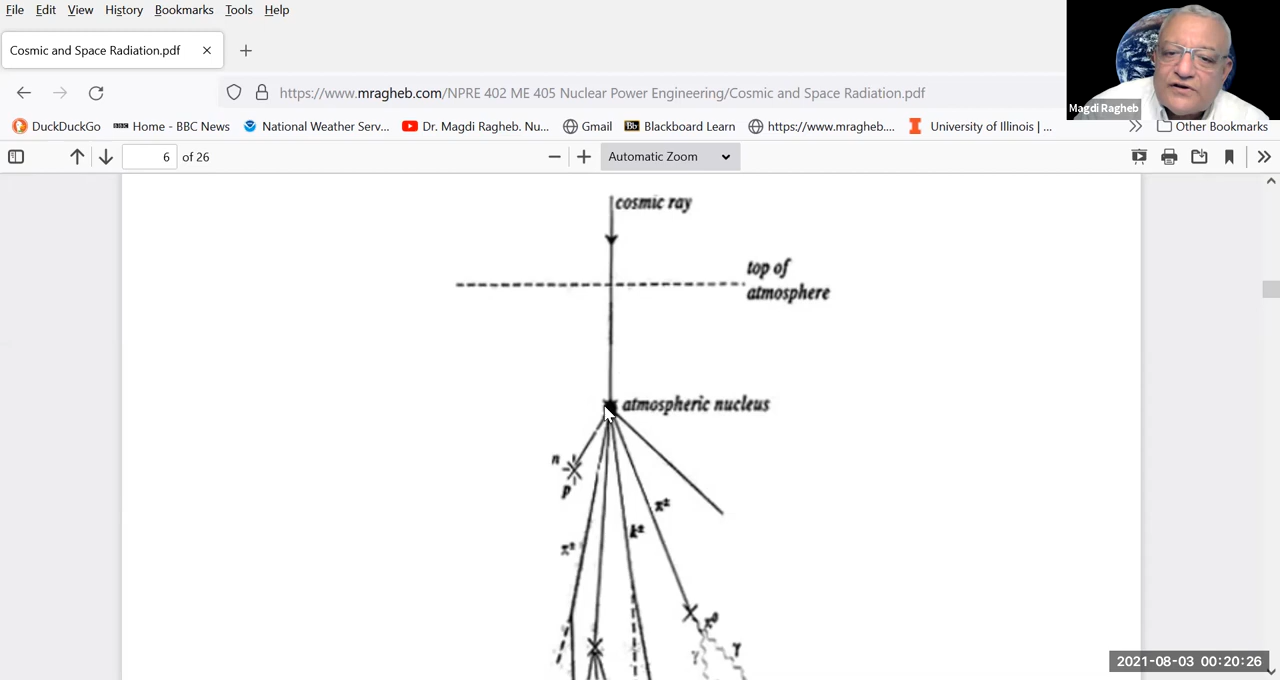 File Edit View History Bookmarks Tools Help
Cosmic and Space Radiation.pdf
https://www.mragheb.com/NPRE 402 ME 405 Nuclear Power Engineering/Cosmic and Space Radiation.pdf
Magdi Ragheb
DuckDuckGo BBC Home - BBC News National Weather Serv... Dr. Magdi Ragheb. Nu... Gmail Bb Blackboard Learn https://www.mragheb.... I University of Illinois | ... Other Bookmarks
6 of 26 Automatic Zoom
cosmic ray
top of
atmosphere
atmospheric nucleus
n
p
π±
k±
π±
π⁰
γ
γ
2021-08-03 00:20:26